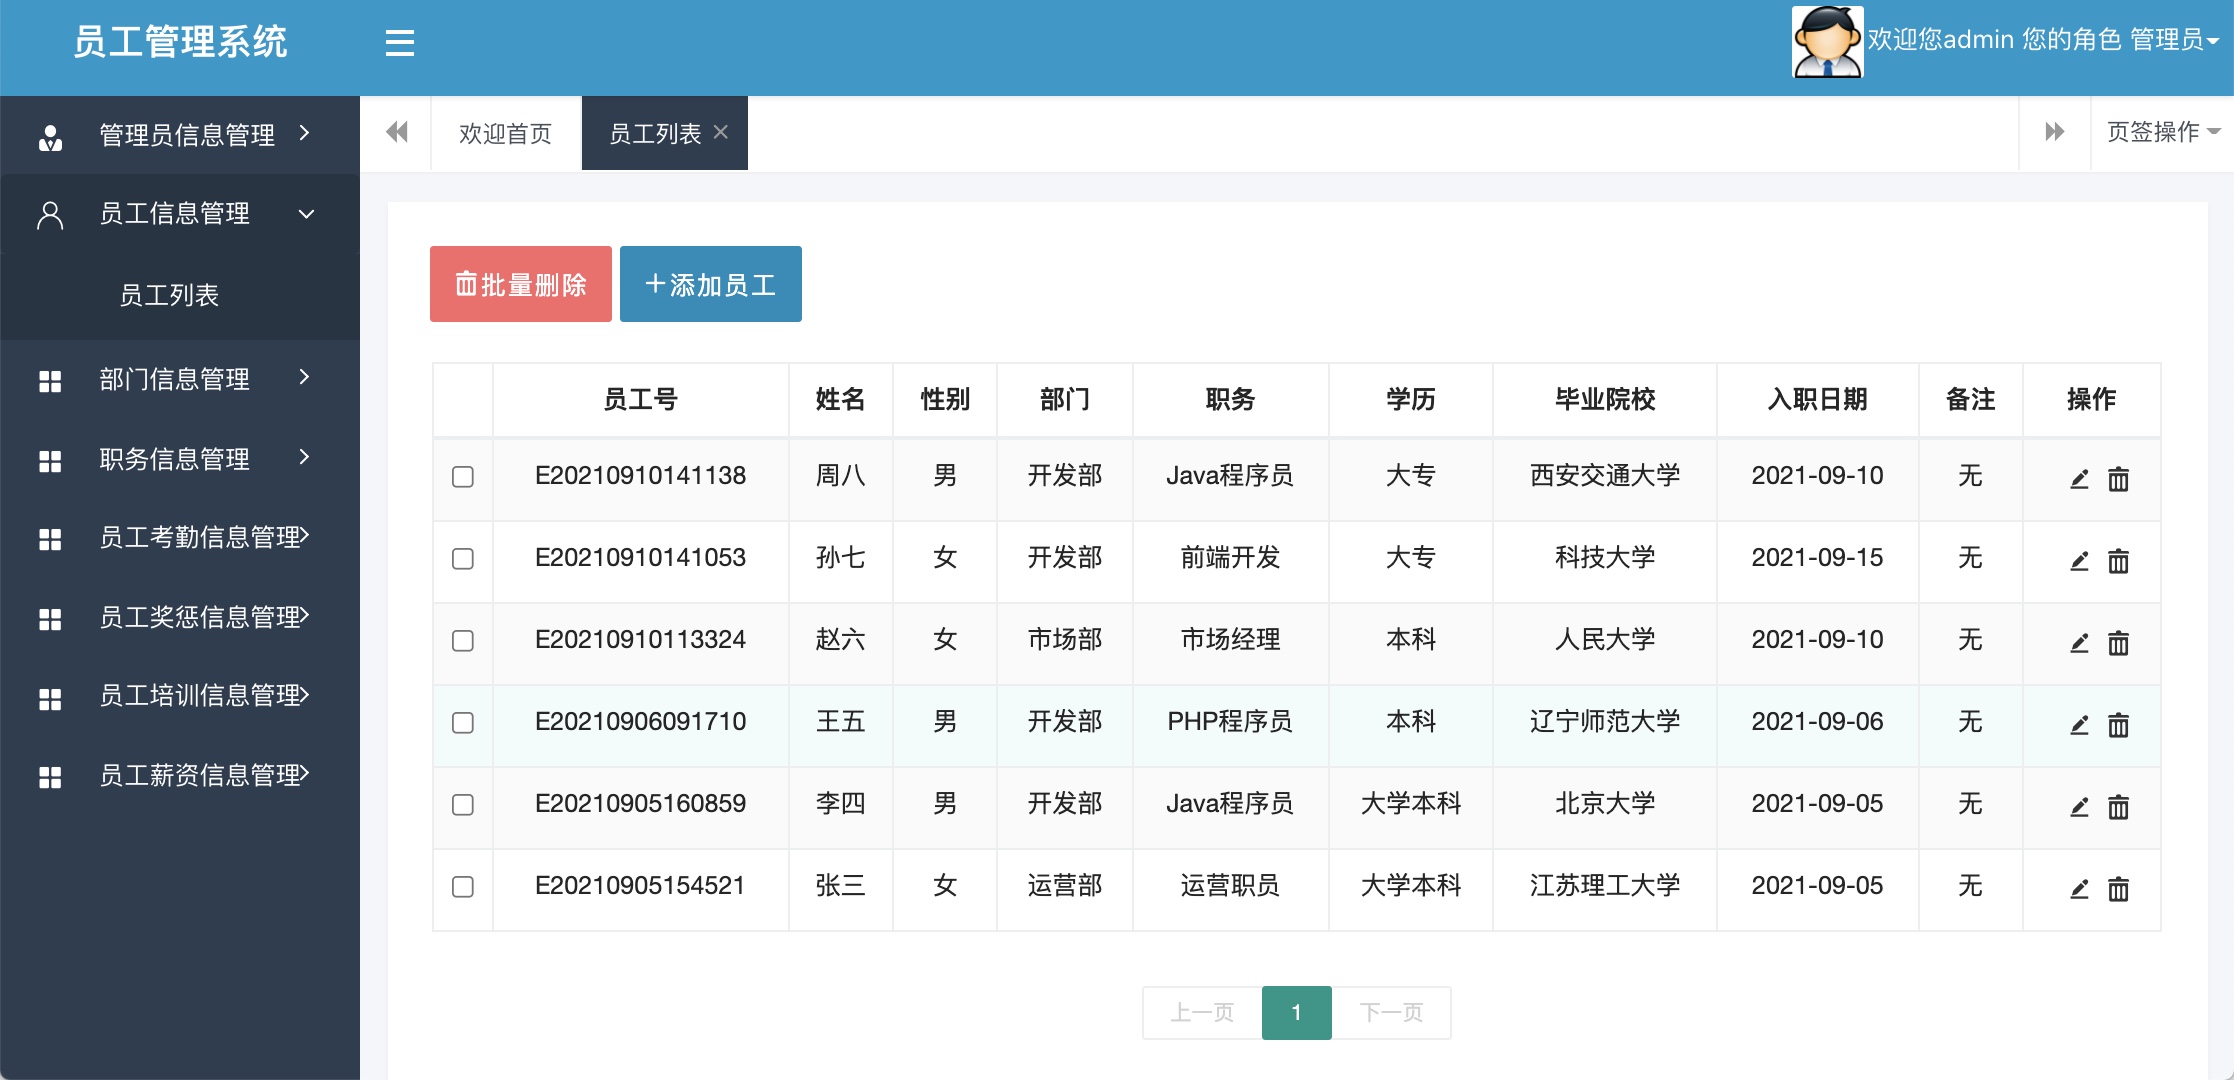 员工管理系统
欢迎您admin 您的角色 管理员
管理员信息管理
员工信息管理
员工列表
部门信息管理
职务信息管理
员工考勤信息管理
员工奖惩信息管理
员工培训信息管理
员工薪资信息管理
欢迎首页 员工列表 页签操作
批量删除 +添加员工
员工号 姓名 性别 部门 职务 学历 毕业院校 入职日期 备注 操作
E20210910141138 周八 男 开发部 Java程序员 大专 西安交通大学 2021-09-10 无
E20210910141053 孙七 女 开发部 前端开发 大专 科技大学 2021-09-15 无
E20210910113324 赵六 女 市场部 市场经理 本科 人民大学 2021-09-10 无
E20210906091710 王五 男 开发部 PHP程序员 本科 辽宁师范大学 2021-09-06 无
E20210905160859 李四 男 开发部 Java程序员 大学本科 北京大学 2021-09-05 无
E20210905154521 张三 女 运营部 运营职员 大学本科 江苏理工大学 2021-09-05 无
上一页 1 下一页